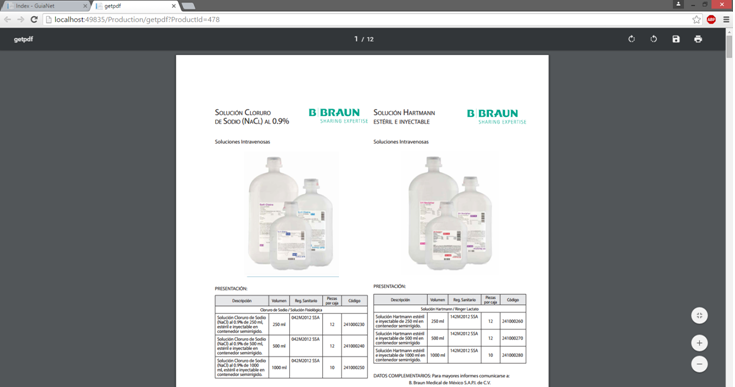 Index - GuiaNet
getpdf
localhost:49835/Production/getpdf?ProductId=478
ABP
getpdf
1 / 12
SOLUCIÓN CLORURO
DE SODIO (NACL) AL 0.9%
B|BRAUN
SHARING EXPERTISE
SOLUCIÓN HARTMANN
ESTÉRIL E INYECTABLE
B|BRAUN
SHARING EXPERTISE
Soluciones Intravenosas
Soluciones Intravenosas
PRESENTACIÓN:
Descripción Volumen Reg. Sanitario Piezas por caja Código
Cloruro de Sodio / Solución Fisiológica
Solución Cloruro de Sodio
(NaCl) al 0.9% de 250 ml,
estéril e inyectable en
contenedor semirrígido.
250 ml
042M2012 SSA
12
241000230
Solución Cloruro de Sodio
(NaCl) al 0.9% de 500 ml,
estéril e inyectable en
contenedor semirrígido.
500 ml
042M2012 SSA
12
241000240
Solución Cloruro de Sodio
(NaCl) al 0.9% de 1000
ml, estéril e inyectable en
contenedor semirrígido.
1000 ml
042M2012 SSA
10
241000250
PRESENTACIÓN:
Descripción Volumen Reg. Sanitario Piezas por caja Código
Solución Hartmann / Ringer Lactato
Solución Hartmann estéril
e inyectable de 250 ml en
contenedor semirrígido.
250 ml
142M2012 SSA
12
241000260
Solución Hartmann estéril
e inyectable de 500 ml en
contenedor semirrígido.
500 ml
142M2012 SSA
12
241000270
Solución Hartmann estéril
e inyectable de 1000 ml en
contenedor semirrígido.
1000 ml
142M2012 SSA
10
241000280
DATOS COMPLEMENTARIOS: Para mayores informes comunicarse a:
B. Braun Medical de México S.A.P.I. de C.V.